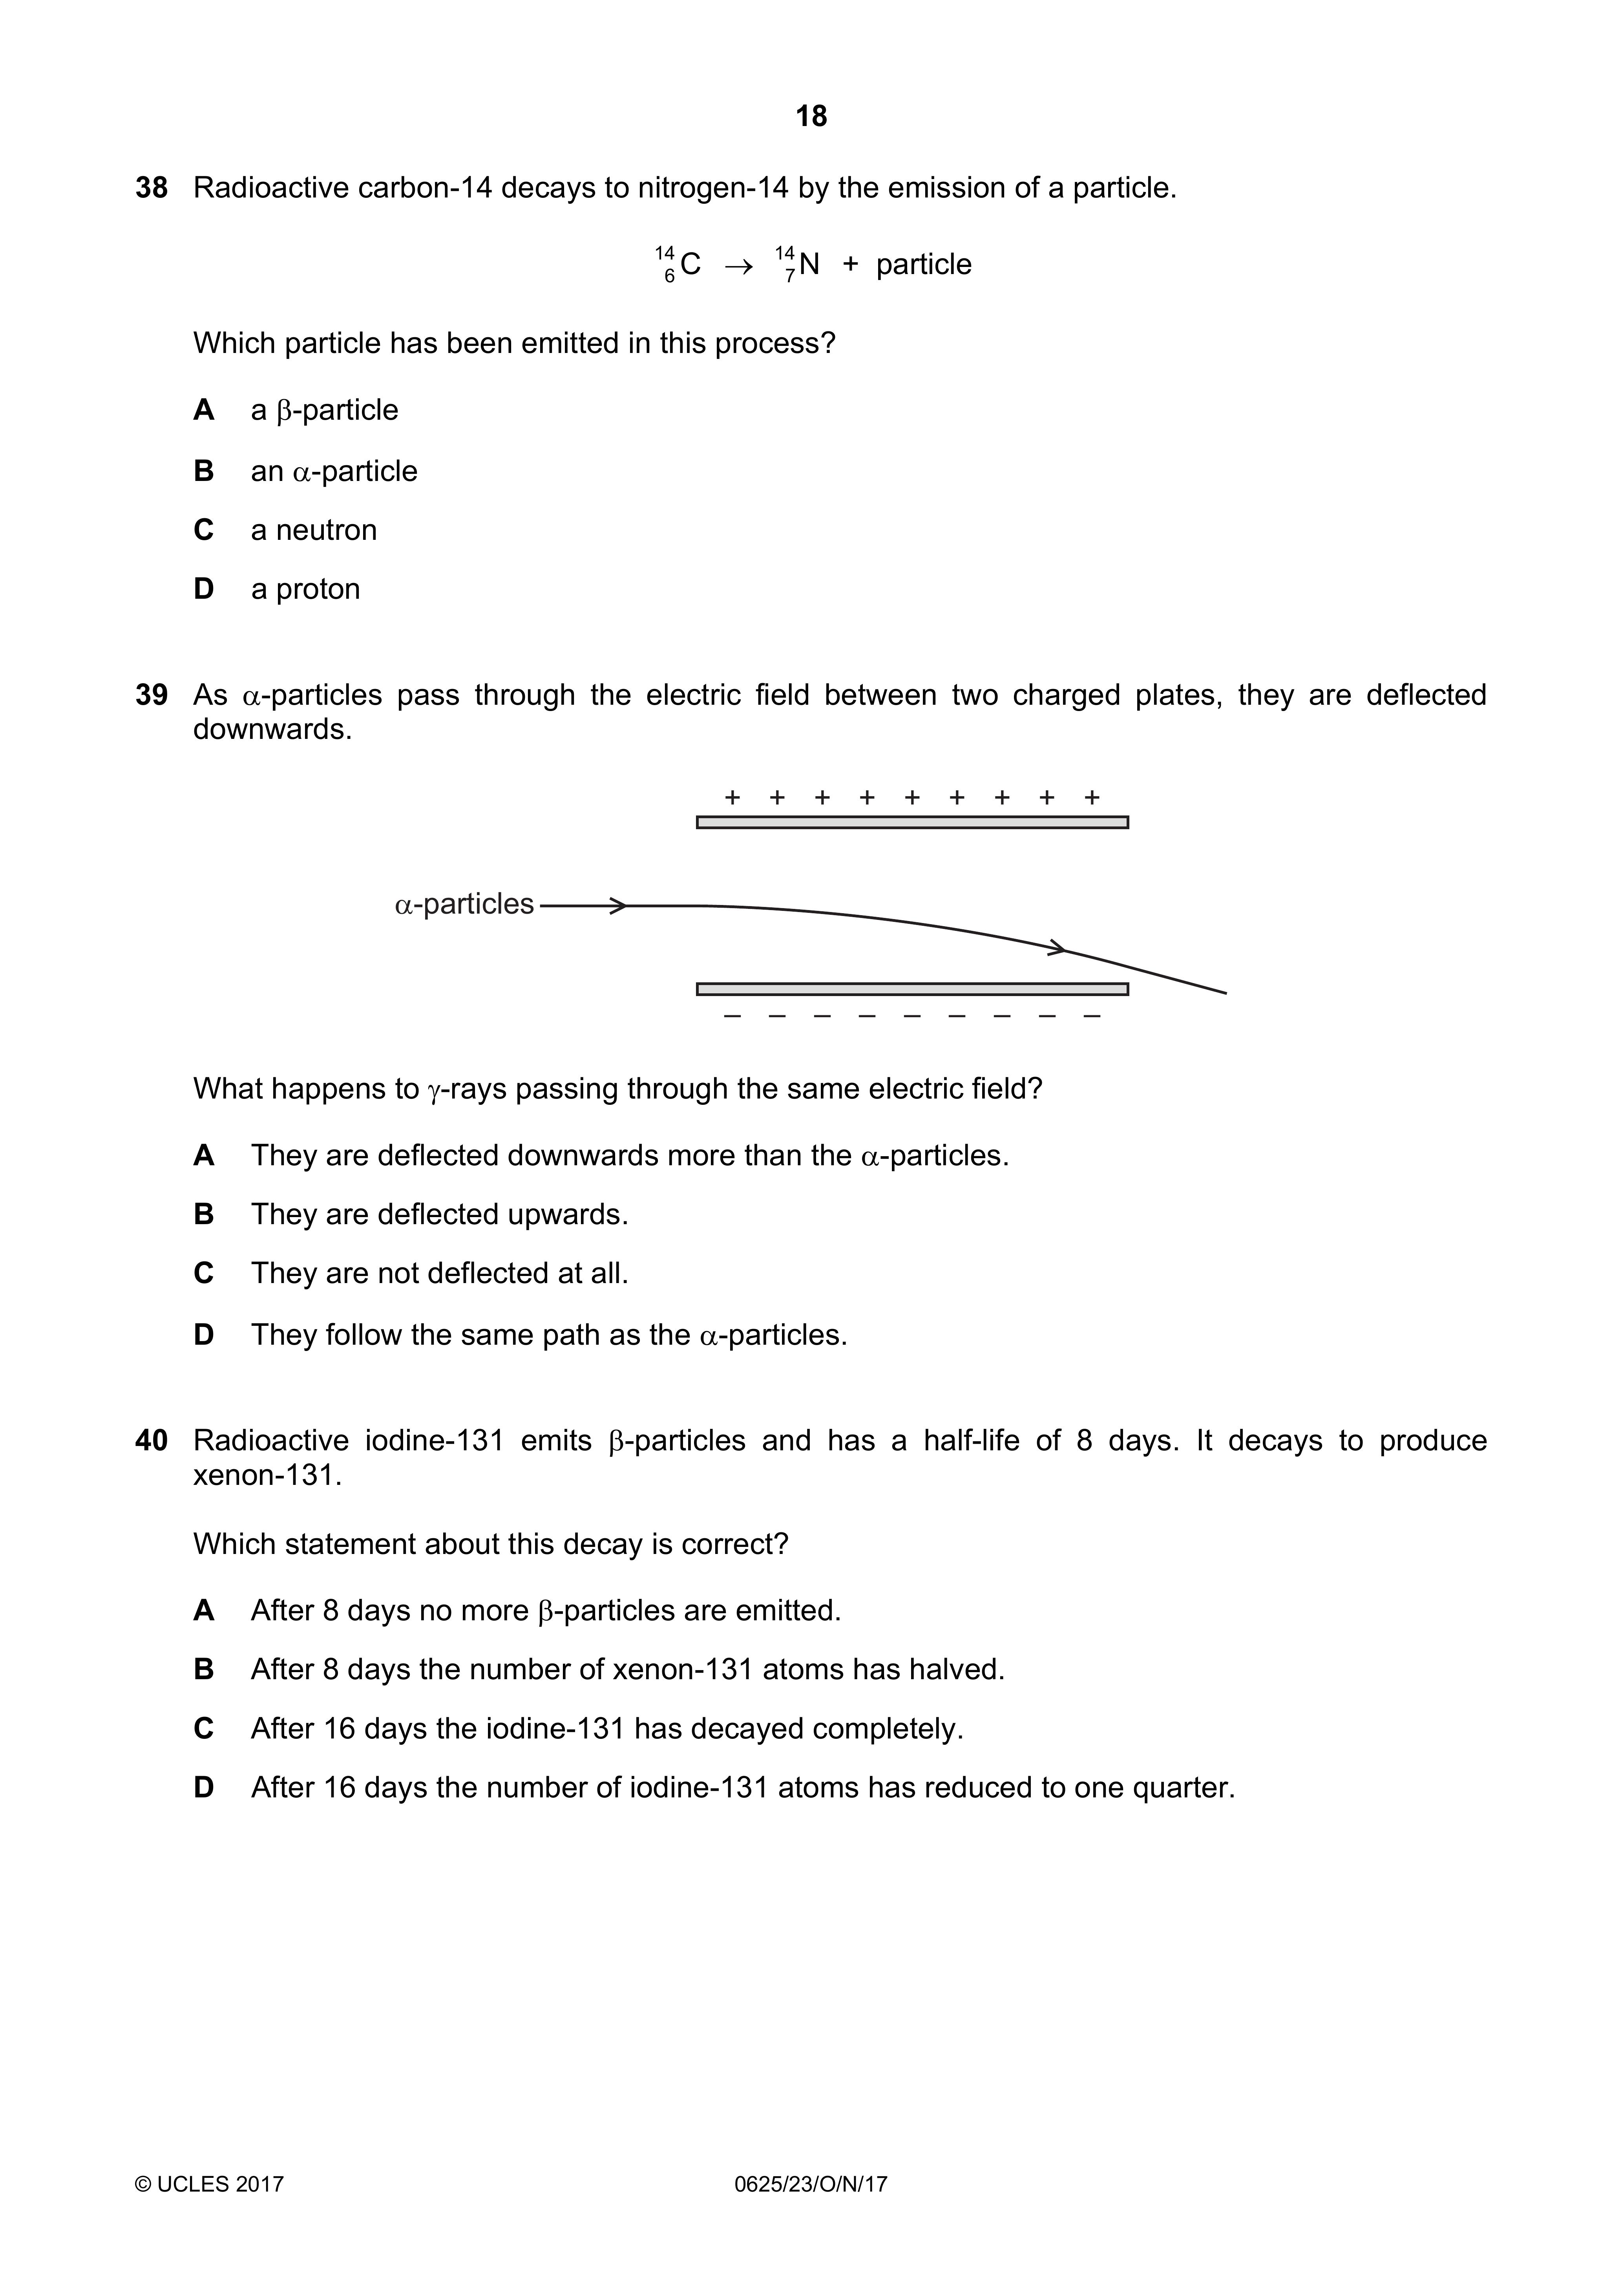 18
38 Radioactive carbon-14 decays to nitrogen-14 by the emission of a particle.
¹⁴₆C → ¹⁴₇N + particle
Which particle has been emitted in this process?
A a β-particle
B an α-particle
C a neutron
D a proton
39 As α-particles pass through the electric field between two charged plates, they are deflected
downwards.
+ + + + + + + + +
α-particles
– – – – – – – – –
What happens to γ-rays passing through the same electric field?
A They are deflected downwards more than the α-particles.
B They are deflected upwards.
C They are not deflected at all.
D They follow the same path as the α-particles.
40 Radioactive iodine-131 emits β-particles and has a half-life of 8 days. It decays to produce
xenon-131.
Which statement about this decay is correct?
A After 8 days no more β-particles are emitted.
B After 8 days the number of xenon-131 atoms has halved.
C After 16 days the iodine-131 has decayed completely.
D After 16 days the number of iodine-131 atoms has reduced to one quarter.
© UCLES 2017 0625/23/O/N/17